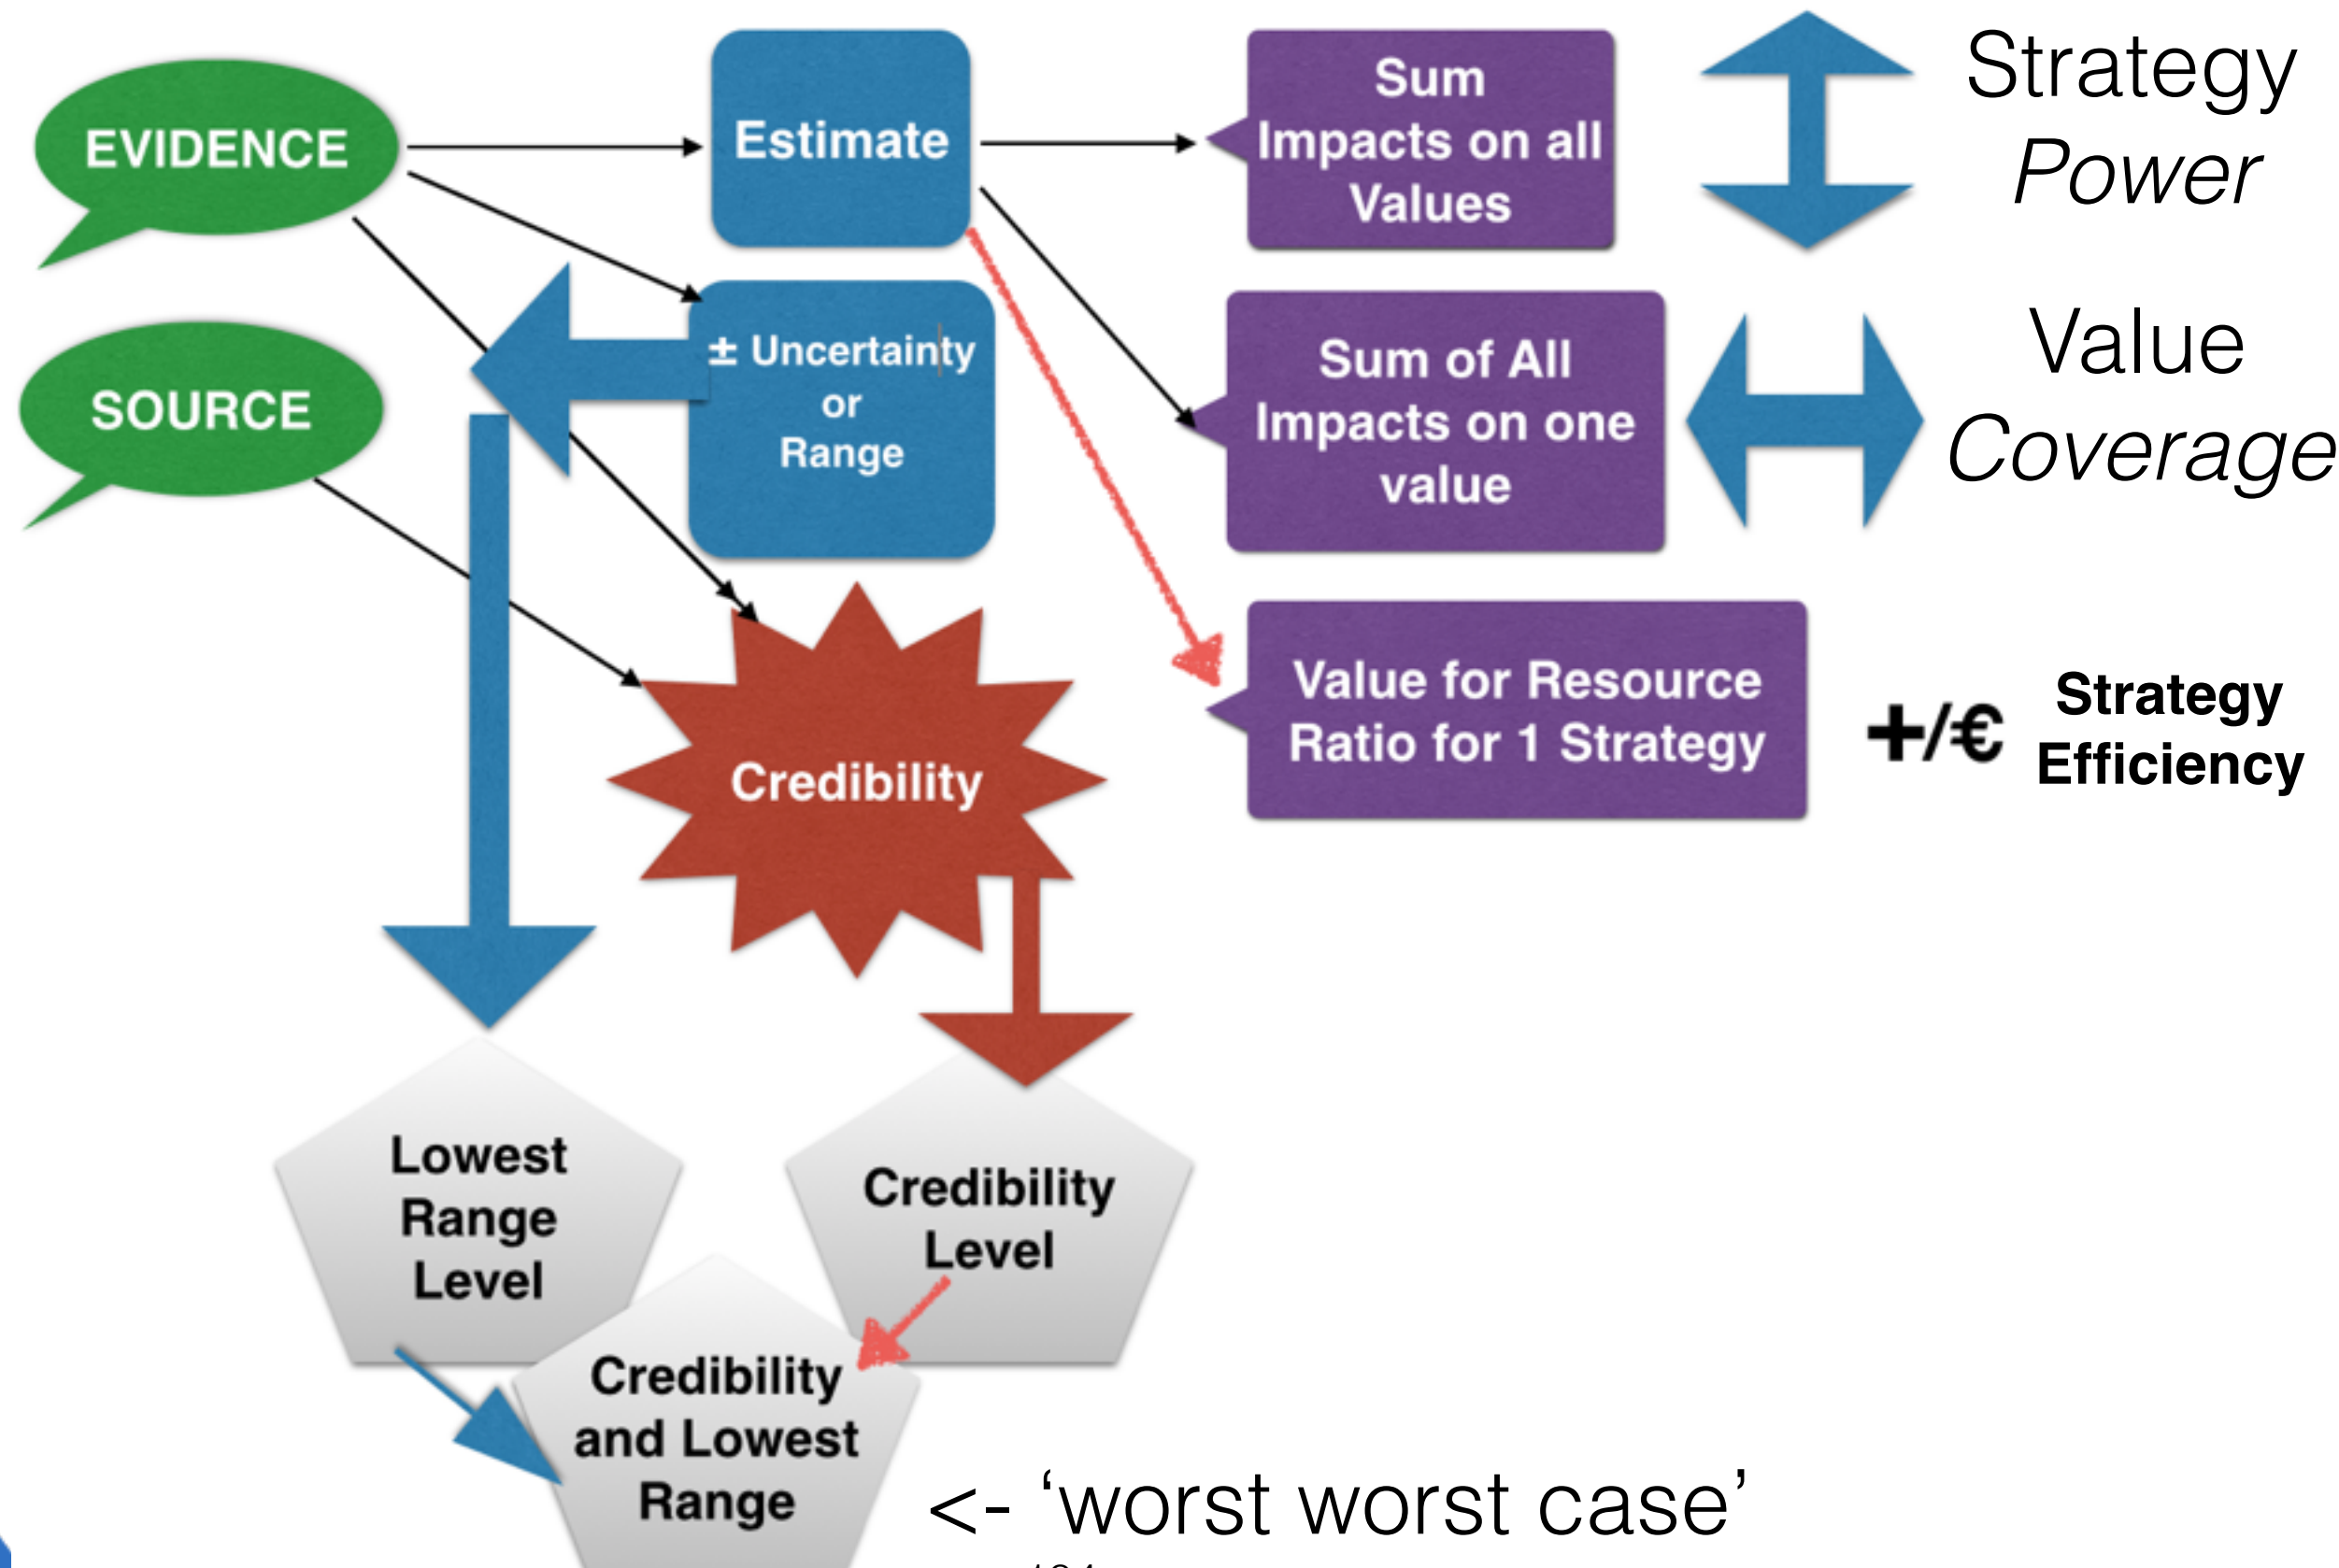 EVIDENCE
Estimate
Sum
Impacts on all
Values
Strategy
Power
SOURCE
± Uncertainty
or
Range
Sum of All
Impacts on one
value
Value
Coverage
Credibility
Value for Resource
Ratio for 1 Strategy
+/€
Strategy
Efficiency
Lowest
Range
Level
Credibility
Level
Credibility
and Lowest
Range
<- ‘worst worst case’